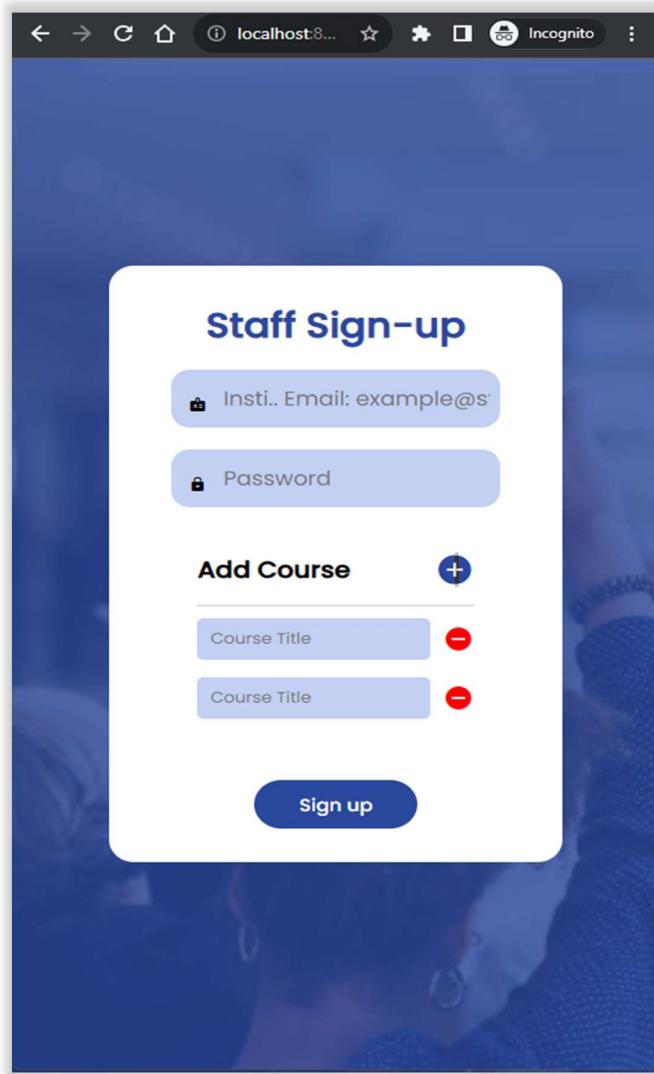 localhost:8...
Incognito
Staff Sign-up
Insti.. Email: example@s
Password
Add Course
Course Title
Course Title
Sign up